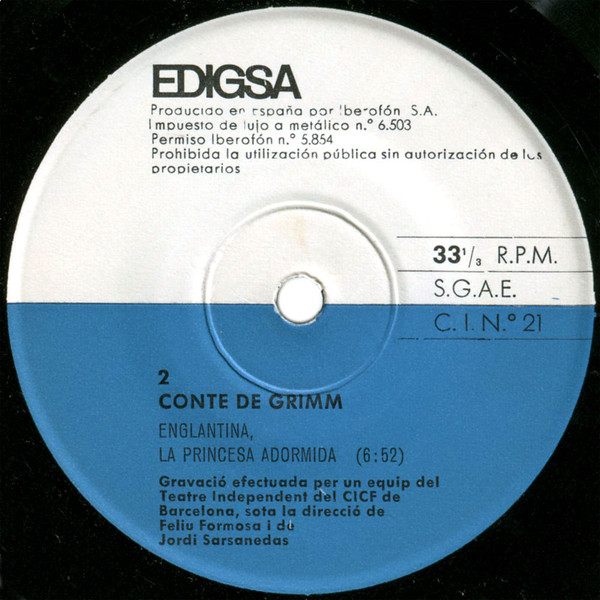 EDIGSA
Producido en España por Iberofón S.A.
Impuesto de lujo a metálico n.° 6.503
Permiso Iberofón n.° 5.854
Prohibida la utilización pública sin autorización de los
propietarios
33 1/3 R.P.M.
S.G.A.E.
C. I. N.° 21
2
CONTE DE GRIMM
ENGLANTINA,
LA PRINCESA ADORMIDA (6:52)
Gravació efectuada per un equip del
Teatre Independent del CICF de
Barcelona, sota la direcció de
Feliu Formosa i de
Jordi Sarsanedas